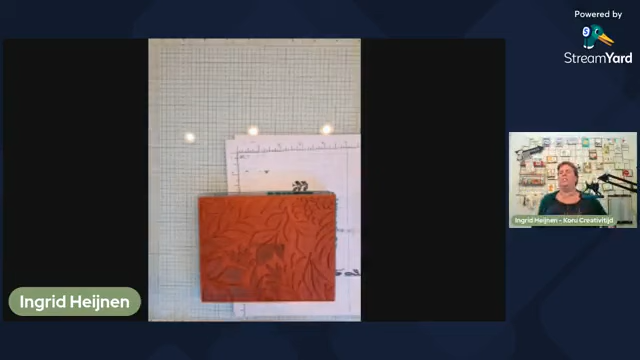 Powered by
StreamYard
Ingrid Heijnen - Koru Creativitijd
Ingrid Heijnen